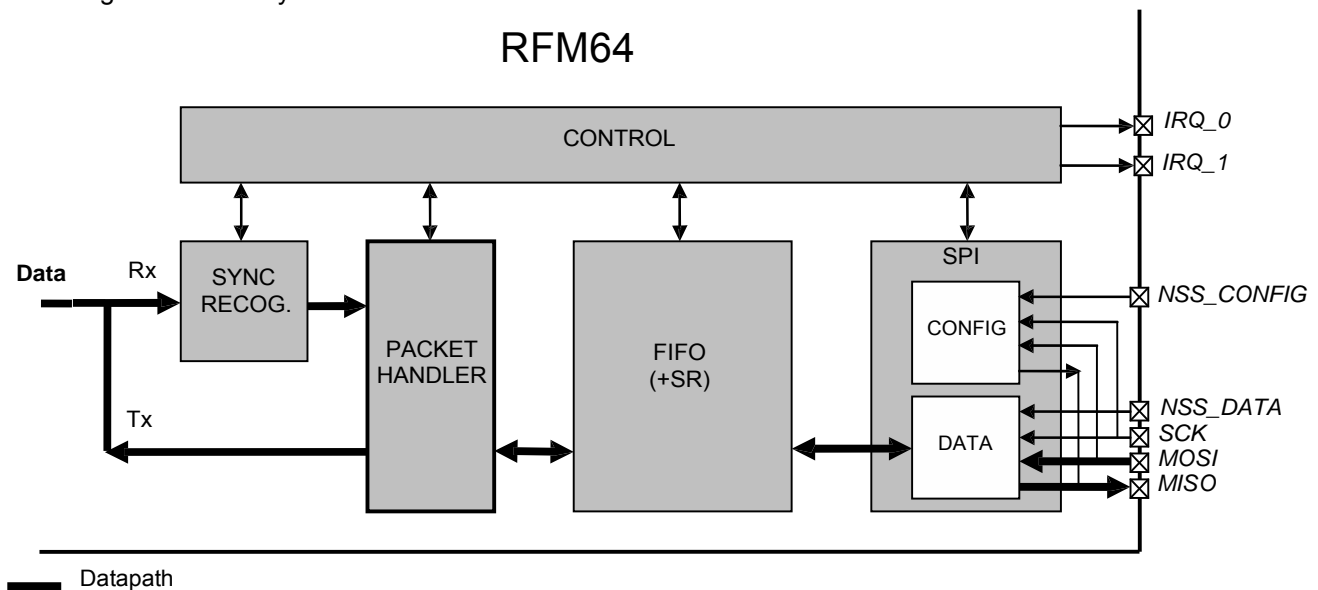 RFM64
CONTROL
IRQ_0
IRQ_1
Data
Rx
SYNC
RECOG.
Tx
PACKET
HANDLER
FIFO
(+SR)
SPI
CONFIG
DATA
NSS_CONFIG
NSS_DATA
SCK
MOSI
MISO
Datapath